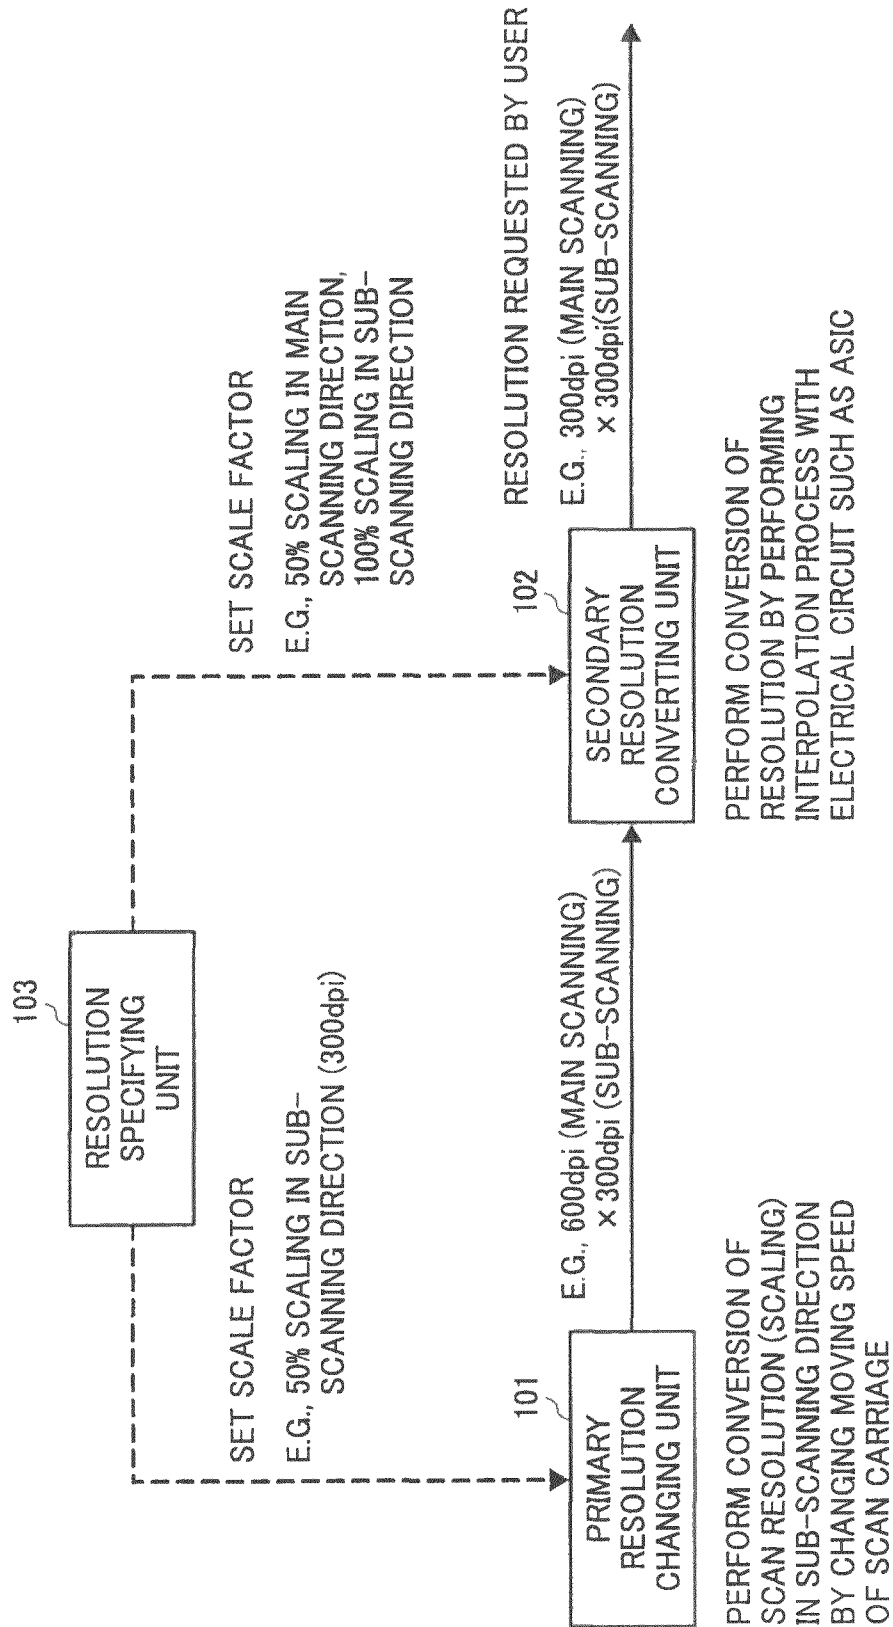 103
RESOLUTION
SPECIFYING
UNIT
SET SCALE FACTOR
E.G., 50% SCALING IN SUB-
SCANNING DIRECTION (300dpi)
SET SCALE FACTOR
E.G., 50% SCALING IN MAIN
SCANNING DIRECTION,
100% SCALING IN SUB-
SCANNING DIRECTION
101
PRIMARY
RESOLUTION
CHANGING UNIT
E.G., 600dpi (MAIN SCANNING)
×300dpi (SUB-SCANNING)
102
SECONDARY
RESOLUTION
CONVERTING UNIT
RESOLUTION REQUESTED BY USER
E.G., 300dpi (MAIN SCANNING)
×300dpi(SUB-SCANNING)
PERFORM CONVERSION OF
SCAN RESOLUTION (SCALING)
IN SUB-SCANNING DIRECTION
BY CHANGING MOVING SPEED
OF SCAN CARRIAGE
PERFORM CONVERSION OF
RESOLUTION BY PERFORMING
INTERPOLATION PROCESS WITH
ELECTRICAL CIRCUIT SUCH AS ASIC